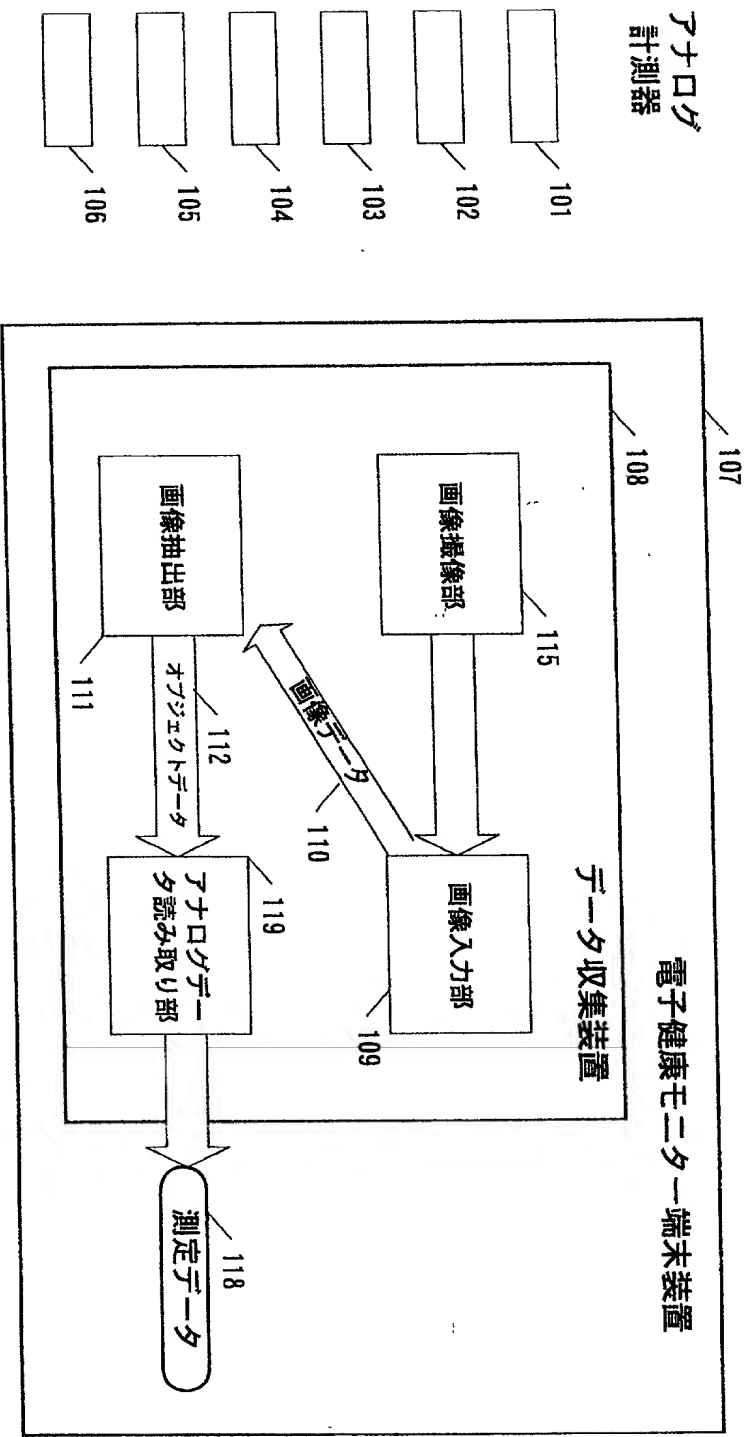 アナログ
計測器
101
102
103
104
105
106
107
電子健康モニター端末装置
108
データ収集装置
115
画像撮像部
画像入力部
109
画像データ
110
画像抽出部
111
オブジェクトデータ
112
119
アナログデー
タ読み取り部
118
測定データ